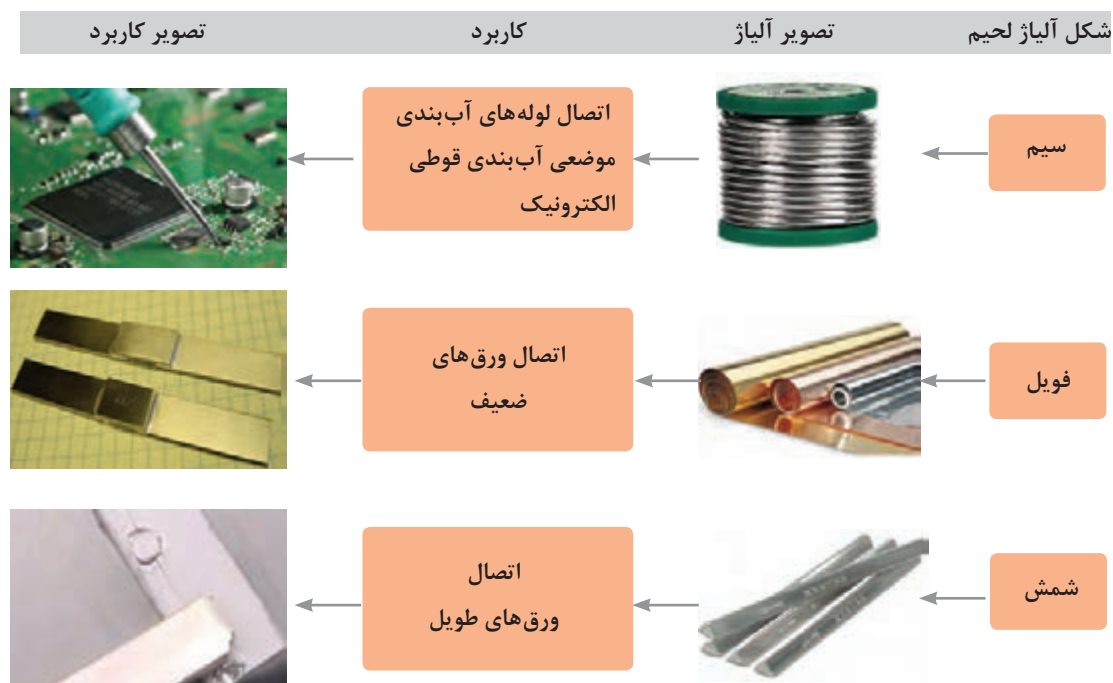 شکل آلیاژ لحیم
تصویر آلیاژ
کاربرد
تصویر کاربرد
سیم
اتصال لوله‌های آب‌بندی
موضعی آب‌بندی قوطی
الکترونیک
فویل
اتصال ورق‌های
ضعیف
شمش
اتصال
ورق‌های طویل